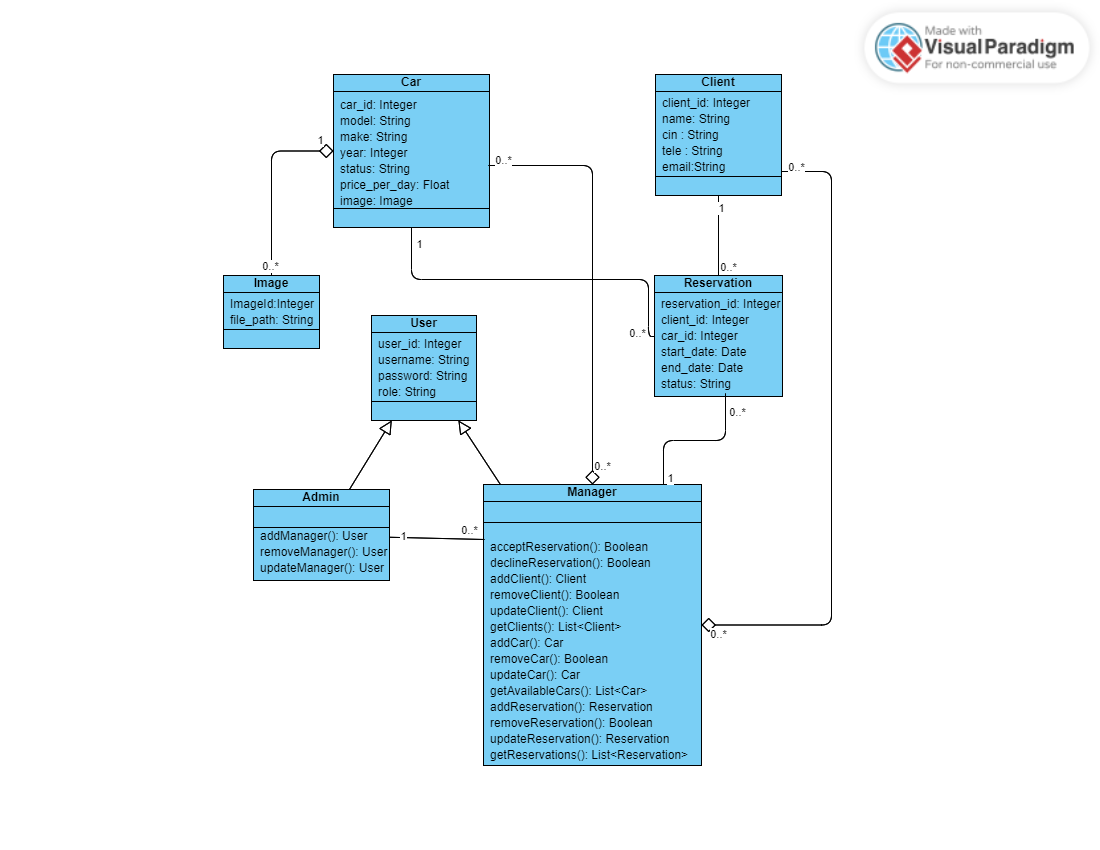 Made with
Visual Paradigm
For non-commercial use
Car
car_id: Integer
model: String
make: String
year: Integer
status: String
price_per_day: Float
image: Image
Client
client_id: Integer
name: String
cin : String
tele : String
email:String
1
0..*
0..*
1
1
0..*
0..*
Image
ImageId:Integer
file_path: String
Reservation
reservation_id: Integer
client_id: Integer
car_id: Integer
start_date: Date
end_date: Date
status: String
0..*
User
user_id: Integer
username: String
password: String
role: String
0..*
0..*
1
Admin
addManager(): User
removeManager(): User
updateManager(): User
1
0..*
Manager
acceptReservation(): Boolean
declineReservation(): Boolean
addClient(): Client
removeClient(): Boolean
updateClient(): Client
getClients(): List<Client>
addCar(): Car
removeCar(): Boolean
updateCar(): Car
getAvailableCars(): List<Car>
addReservation(): Reservation
removeReservation(): Boolean
updateReservation(): Reservation
getReservations(): List<Reservation>
0..*